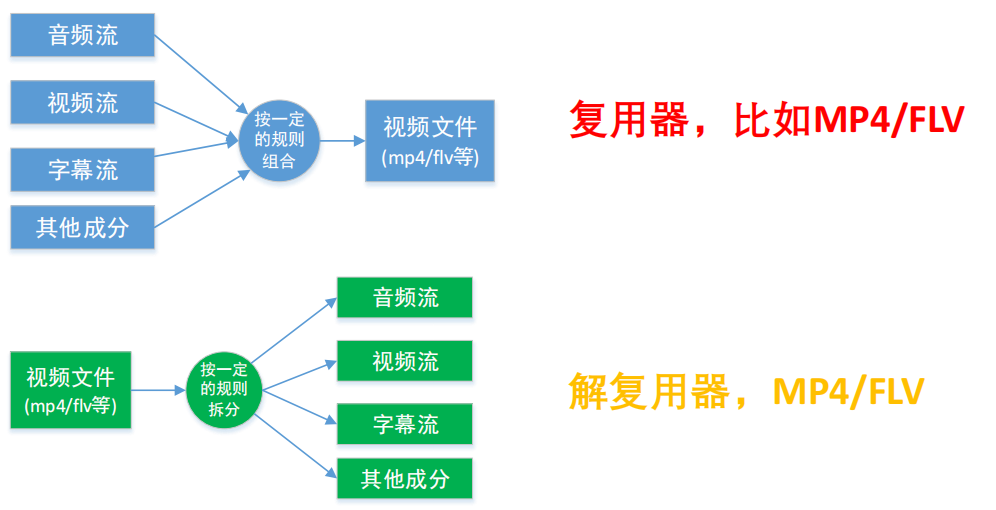 音频流
视频流
字幕流
其他成分
按一定
的规则
组合
视频文件
(mp4/flv等)
复用器，比如MP4/FLV
视频文件
(mp4/flv等)
按一定
的规则
拆分
音频流
视频流
字幕流
其他成分
解复用器，MP4/FLV